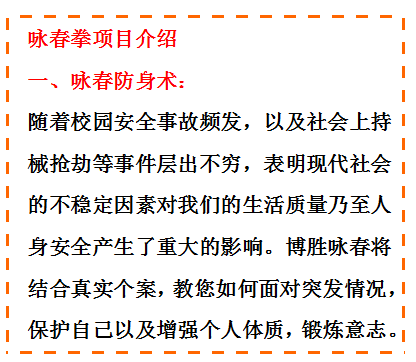 咏春拳项目介绍
一、咏春防身术：
随着校园安全事故频发，以及社会上持
械抢劫等事件层出不穷，表明现代社会
的不稳定因素对我们的生活质量乃至人
身安全产生了重大的影响。博胜咏春将
结合真实个案，教您如何面对突发情况，
保护自己以及增强个人体质，锻炼意志。